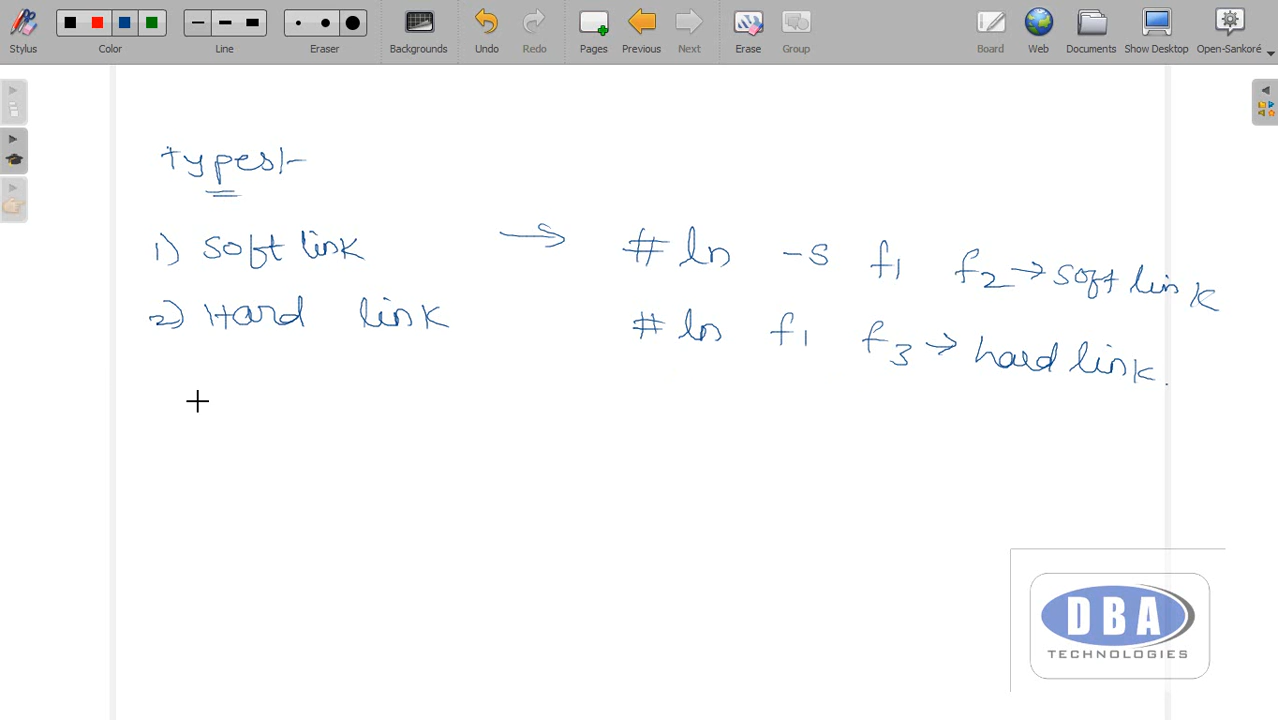 Stylus Color Line Eraser Backgrounds Undo Redo Pages Previous Next Erase Group Board Web Documents Show Desktop Open-Sankoré
Types:-
1) Soft link → # ln -s f1 f2 → soft link
2) Hard link # ln f1 f3 → hard link.
DBA
TECHNOLOGIES